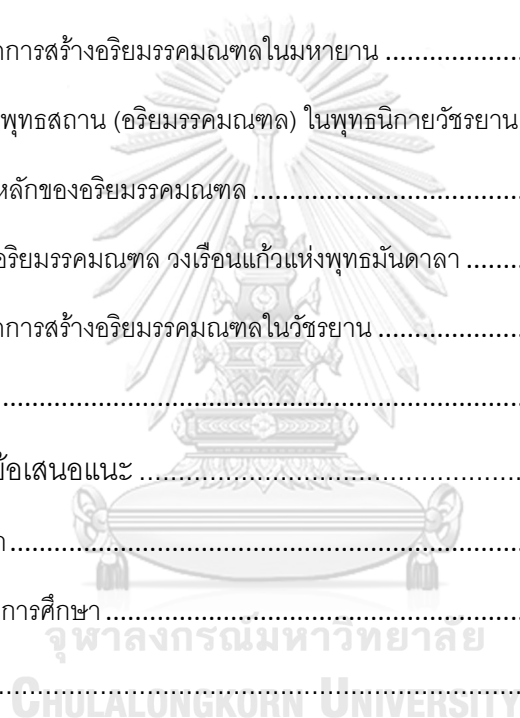 การสร้างอริยมรรคมณฑลในมหายาน ....................
พุทธสถาน (อริยมรรคมณฑล) ในพุทธนิกายวัชรยาน
หลักของอริยมรรคมณฑล ....................
อริยมรรคมณฑล วงเรือนแก้วแห่งพุทธมันดาลา ........
การสร้างอริยมรรคมณฑลในวัชรยาน ....................
....................
ข้อเสนอแนะ ....................
....................
การศึกษา ....................
จุฬาลงกรณ์มหาวิทยาลัย
....................
CHULALONGKORN UNIVERSITY